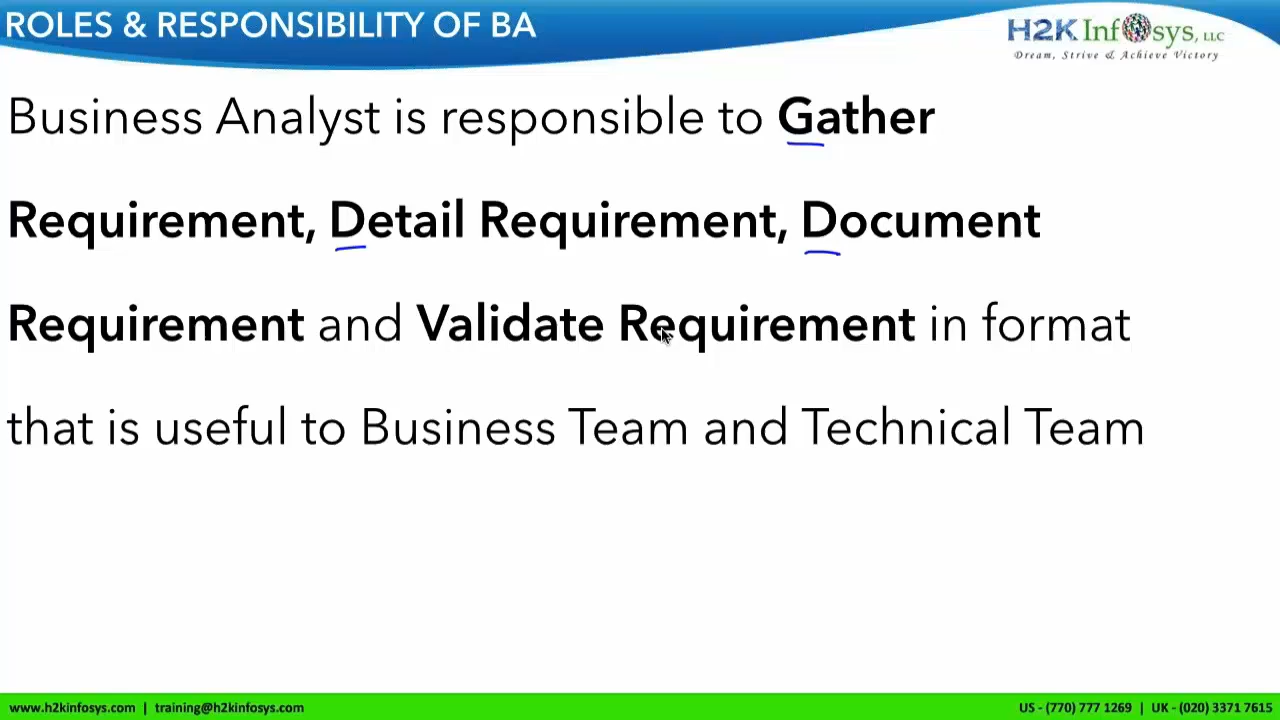 ROLES & RESPONSIBILITY OF BA
H2K Infosys, LLC
Dream, Strive & Achieve Victory
Business Analyst is responsible to Gather
Requirement, Detail Requirement, Document
Requirement and Validate Requirement in format
that is useful to Business Team and Technical Team
www.h2kinfosys.com | training@h2kinfosys.com
US - (770) 777 1269 | UK - (020) 3371 7615